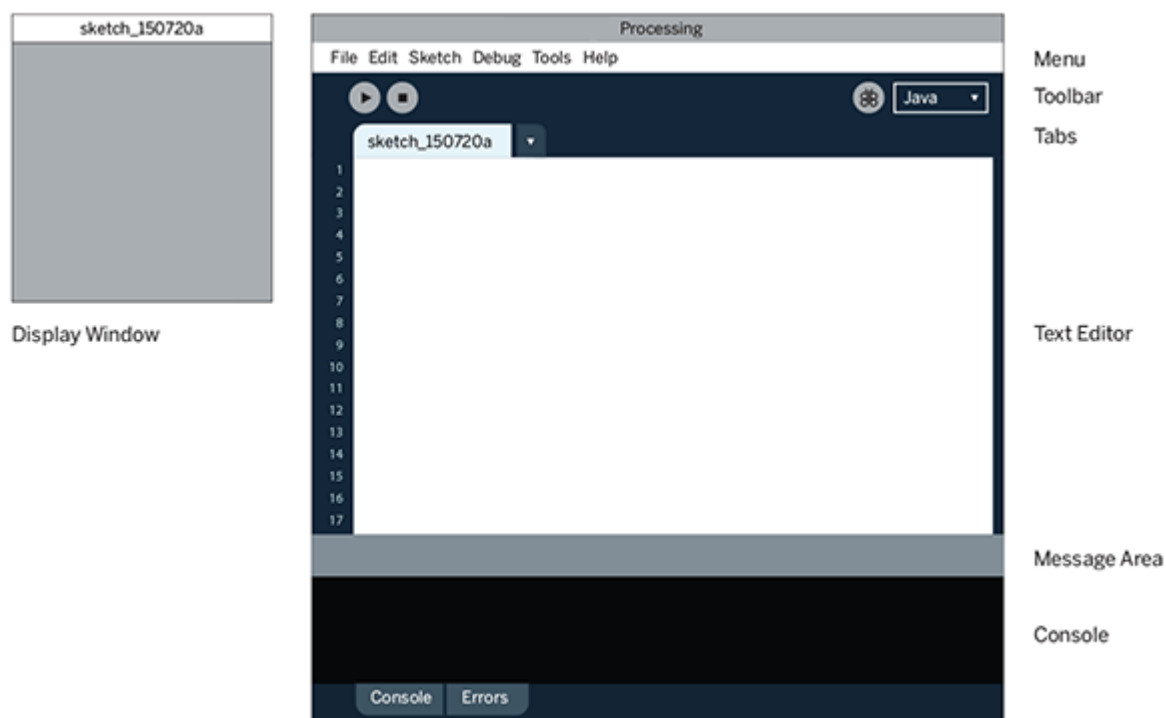 sketch_150720a
Display Window
Processing
File Edit Sketch Debug Tools Help
Java
sketch_150720a
1
2
3
4
5
6
7
8
9
10
11
12
13
14
15
16
17
Console Errors
Menu
Toolbar
Tabs
Text Editor
Message Area
Console